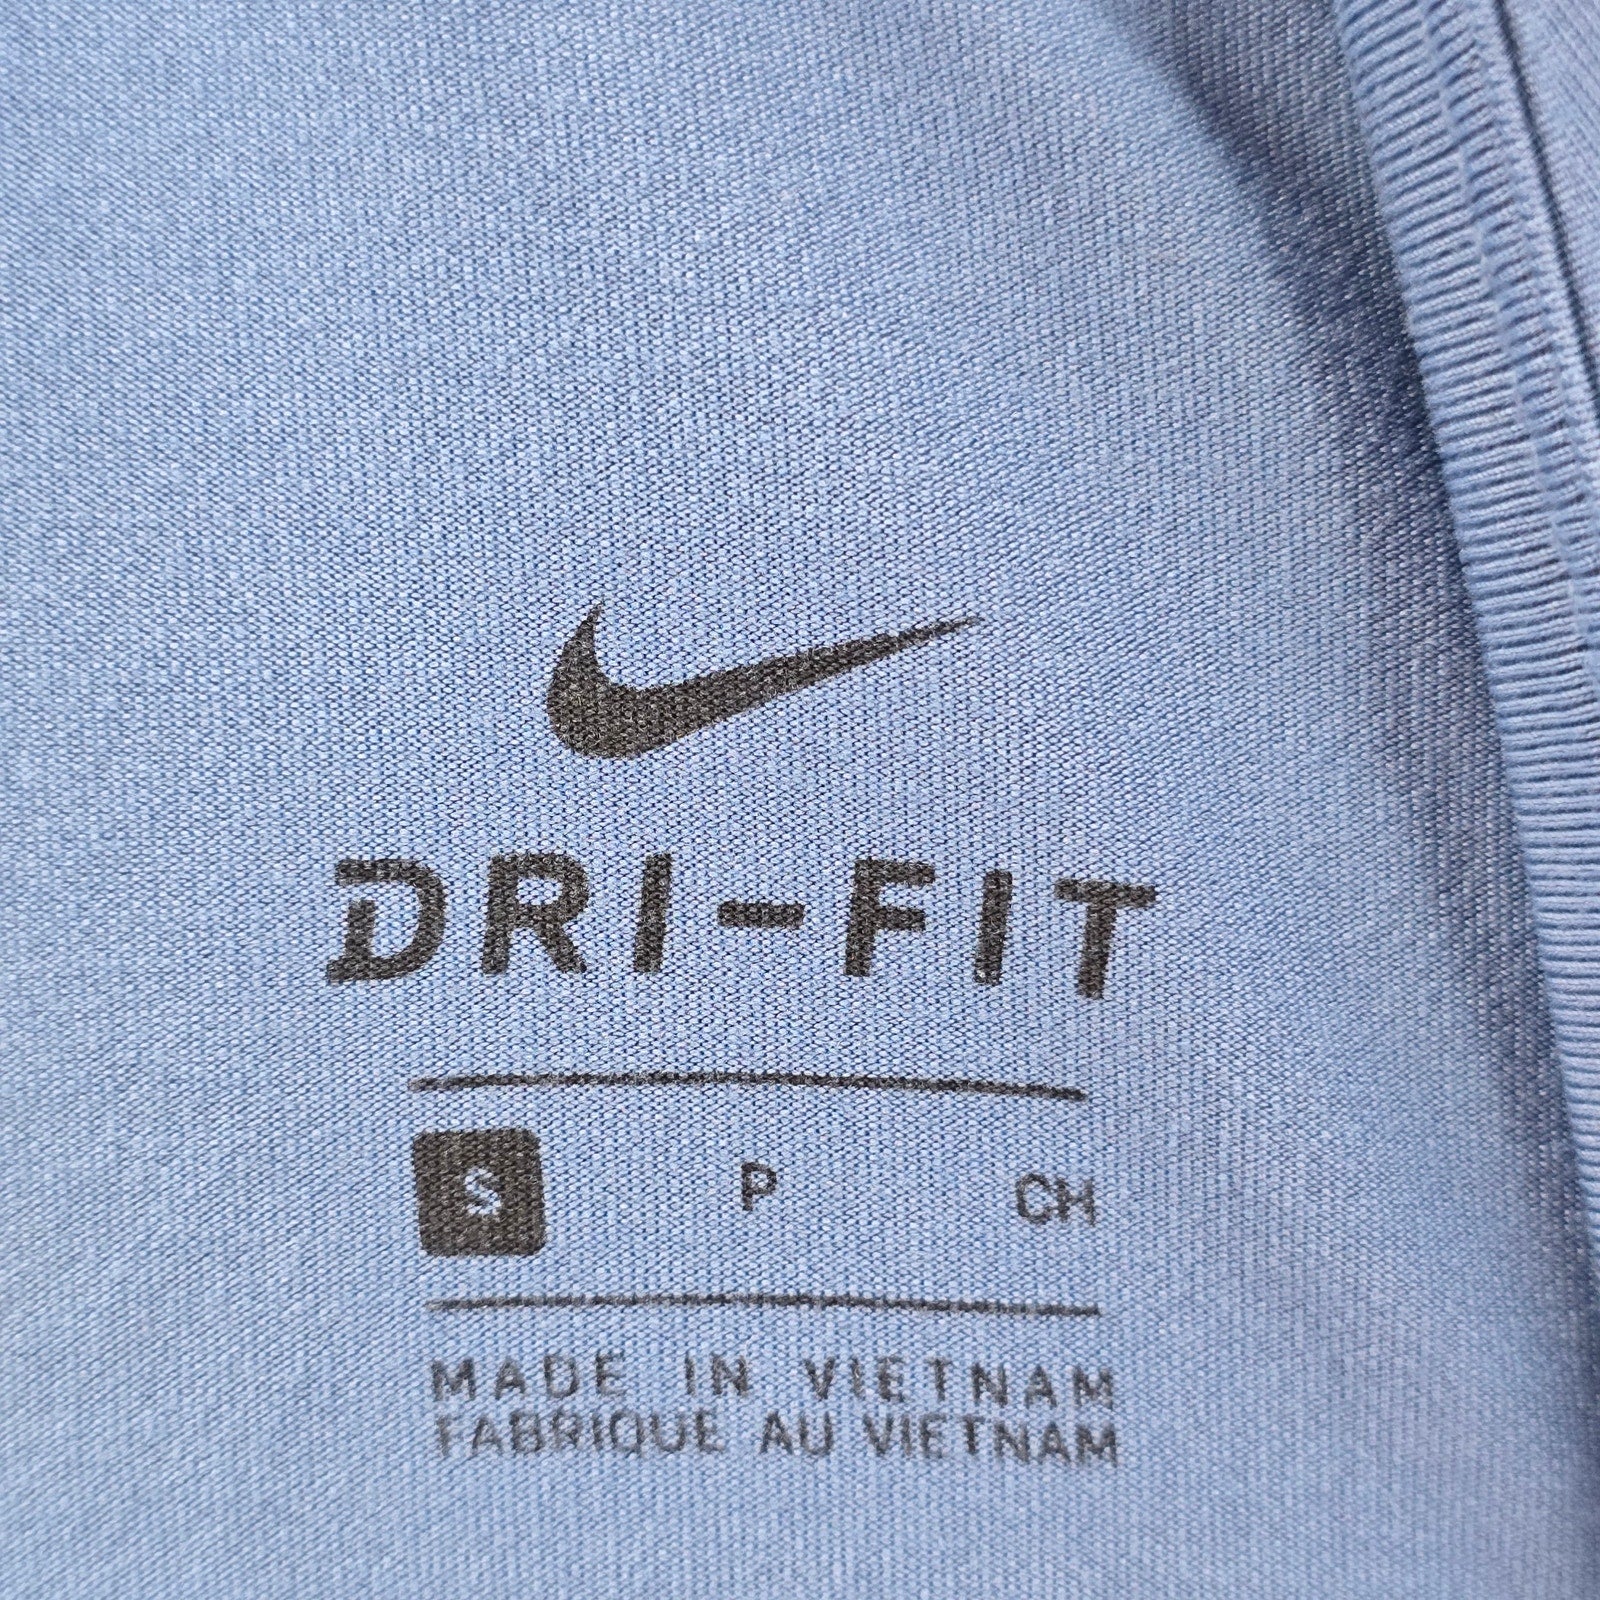 DRI-FIT
S P CH
MADE IN VIETNAM
FABRIQUE AU VIETNAM